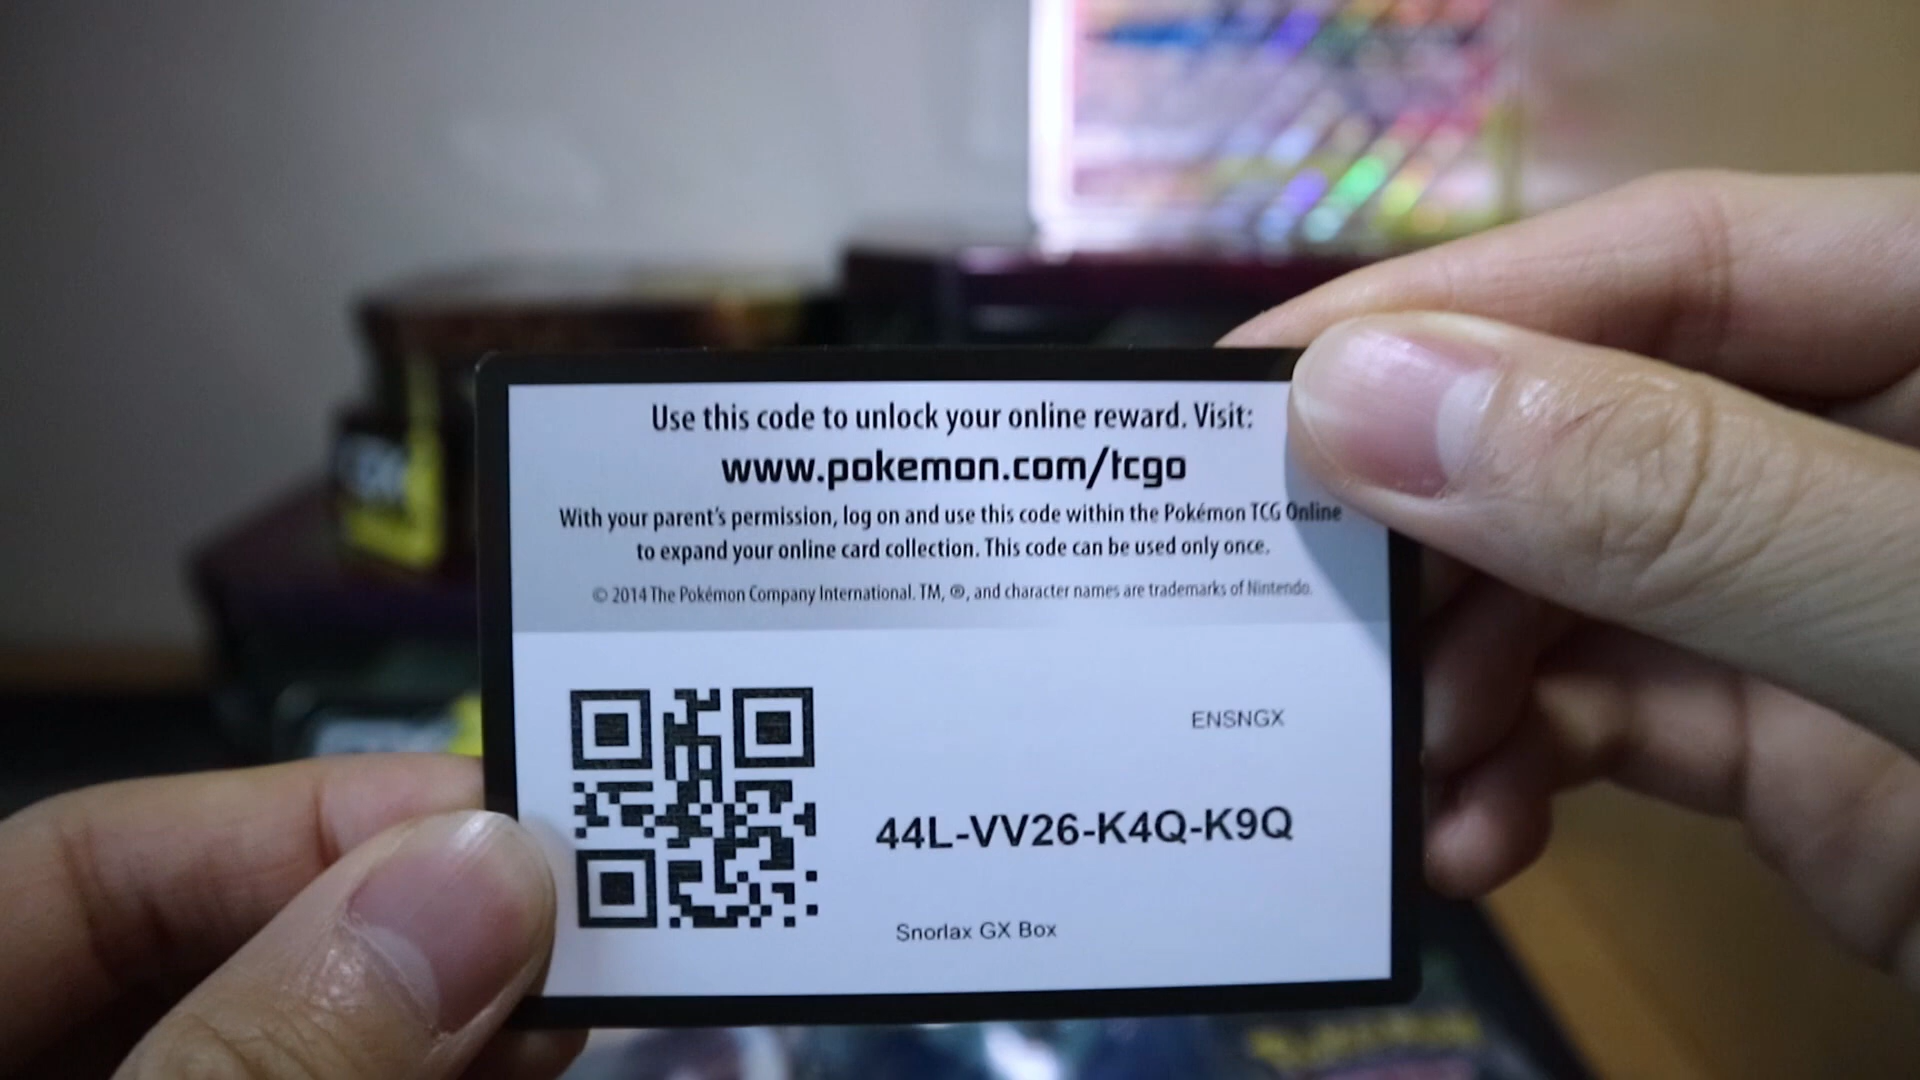 Use this code to unlock your online reward. Visit:
www.pokemon.com/tcgo
With your parent's permission, log on and use this code within the Pokémon TCG Online
to expand your online card collection. This code can be used only once.
© 2014 The Pokémon Company International. TM, ®, and character names are trademarks of Nintendo.
ENSNGX
44L-VV26-K4Q-K9Q
Snorlax GX Box